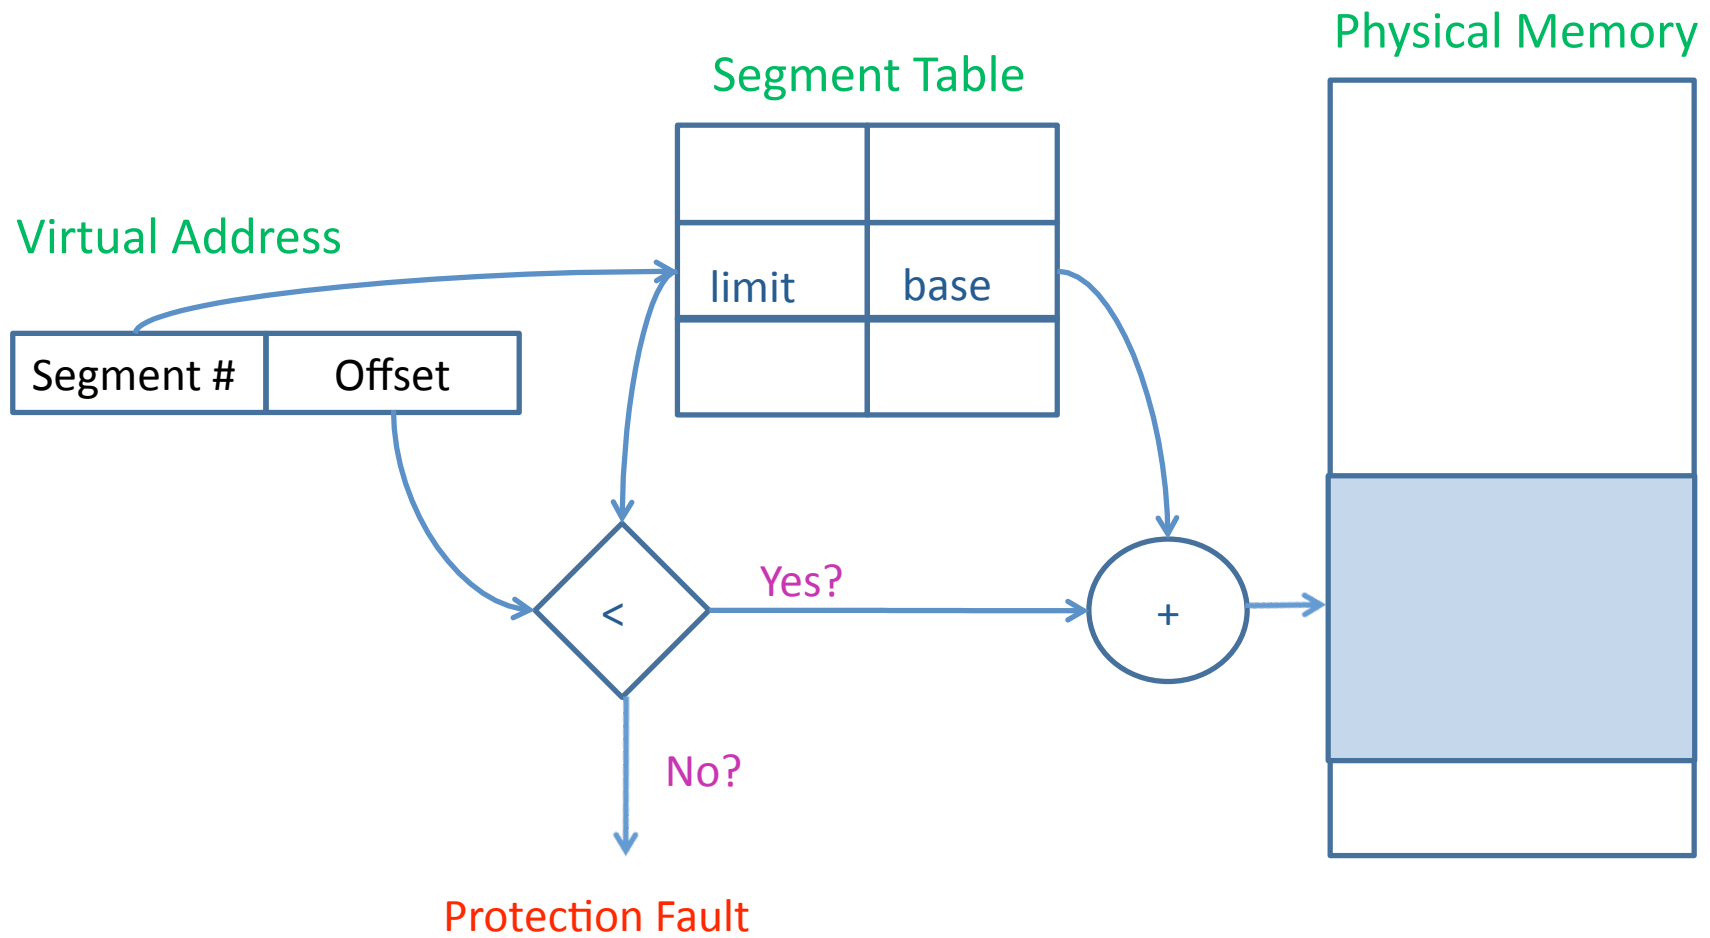 Physical Memory
Segment Table
Virtual Address
limit
base
Segment #
Offset
Yes?
<
+
No?
Protection Fault